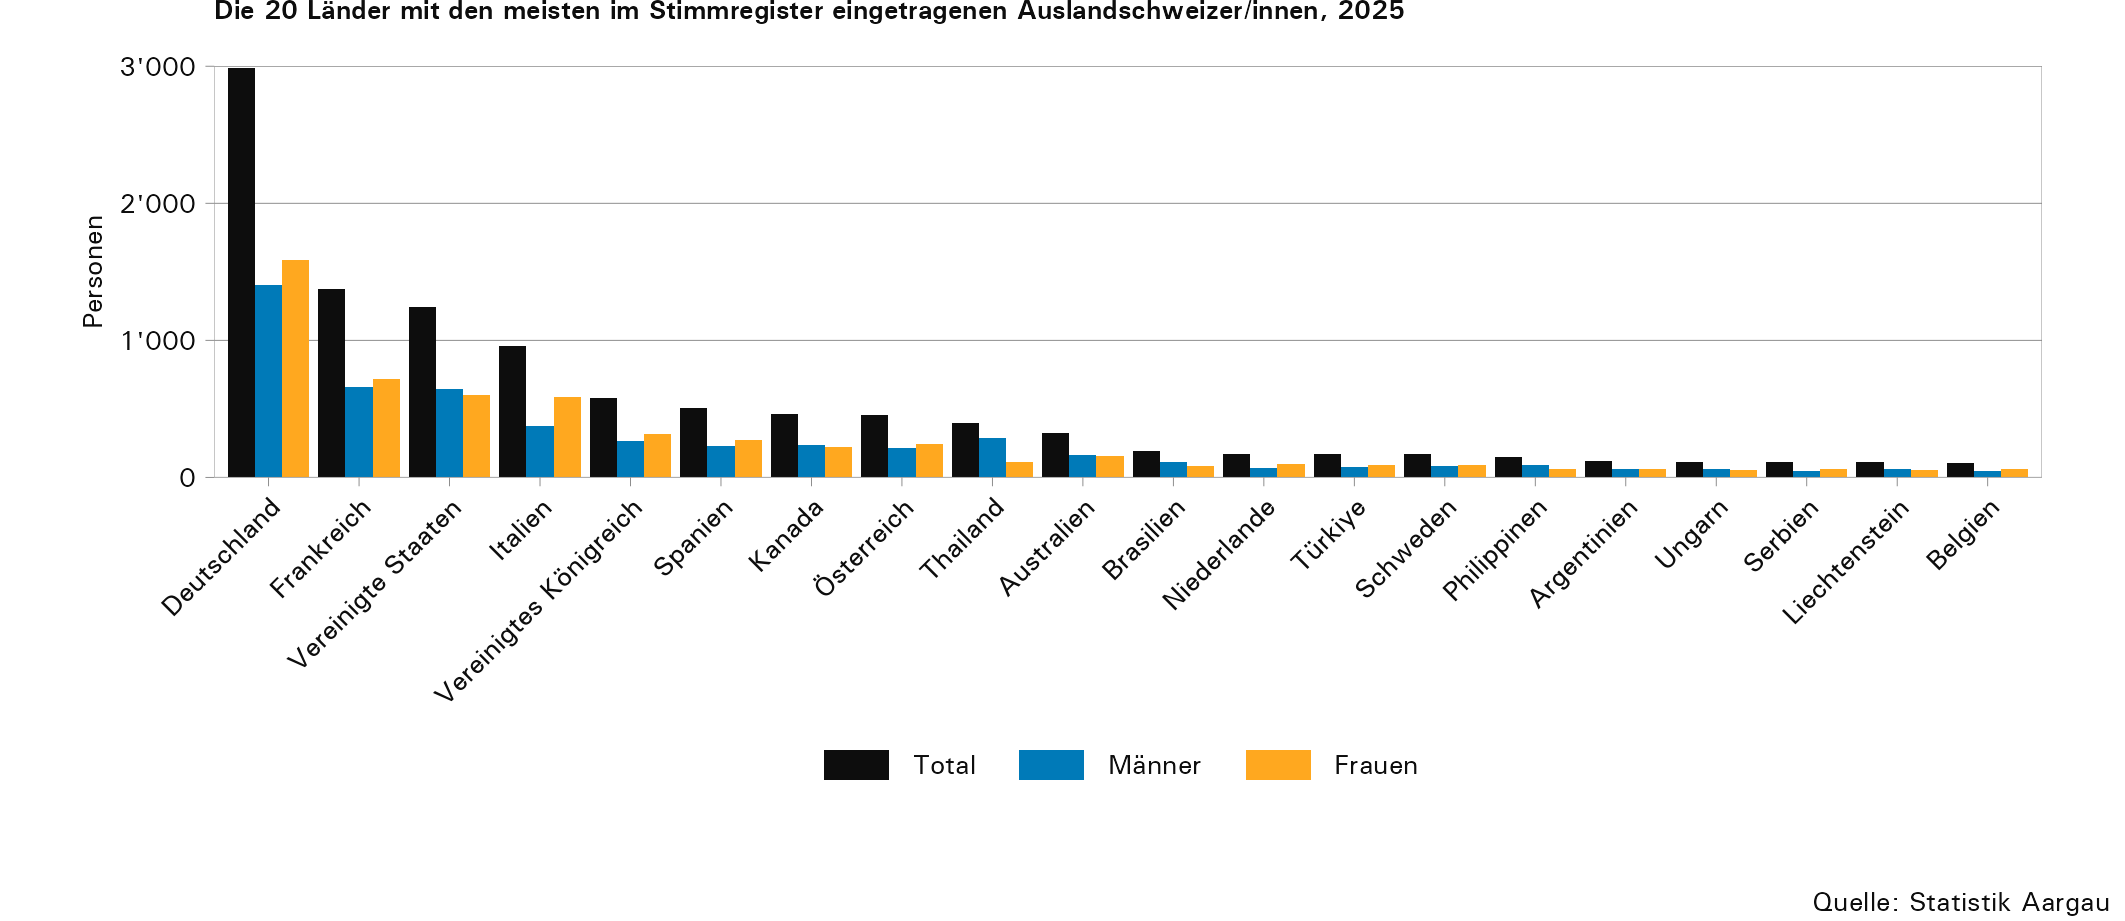 Die 20 Länder mit den meisten im Stimmregister eingetragenen Auslandschweizer/innen, 2025
3'000
2'000
1'000
0
Personen
Deutschland
Frankreich
Vereinigte Staaten
Italien
Vereinigtes Königreich
Spanien
Kanada
Österreich
Thailand
Australien
Brasilien
Niederlande
Türkiye
Schweden
Philippinen
Argentinien
Ungarn
Serbien
Liechtenstein
Belgien
Total
Männer
Frauen
Quelle: Statistik Aargau